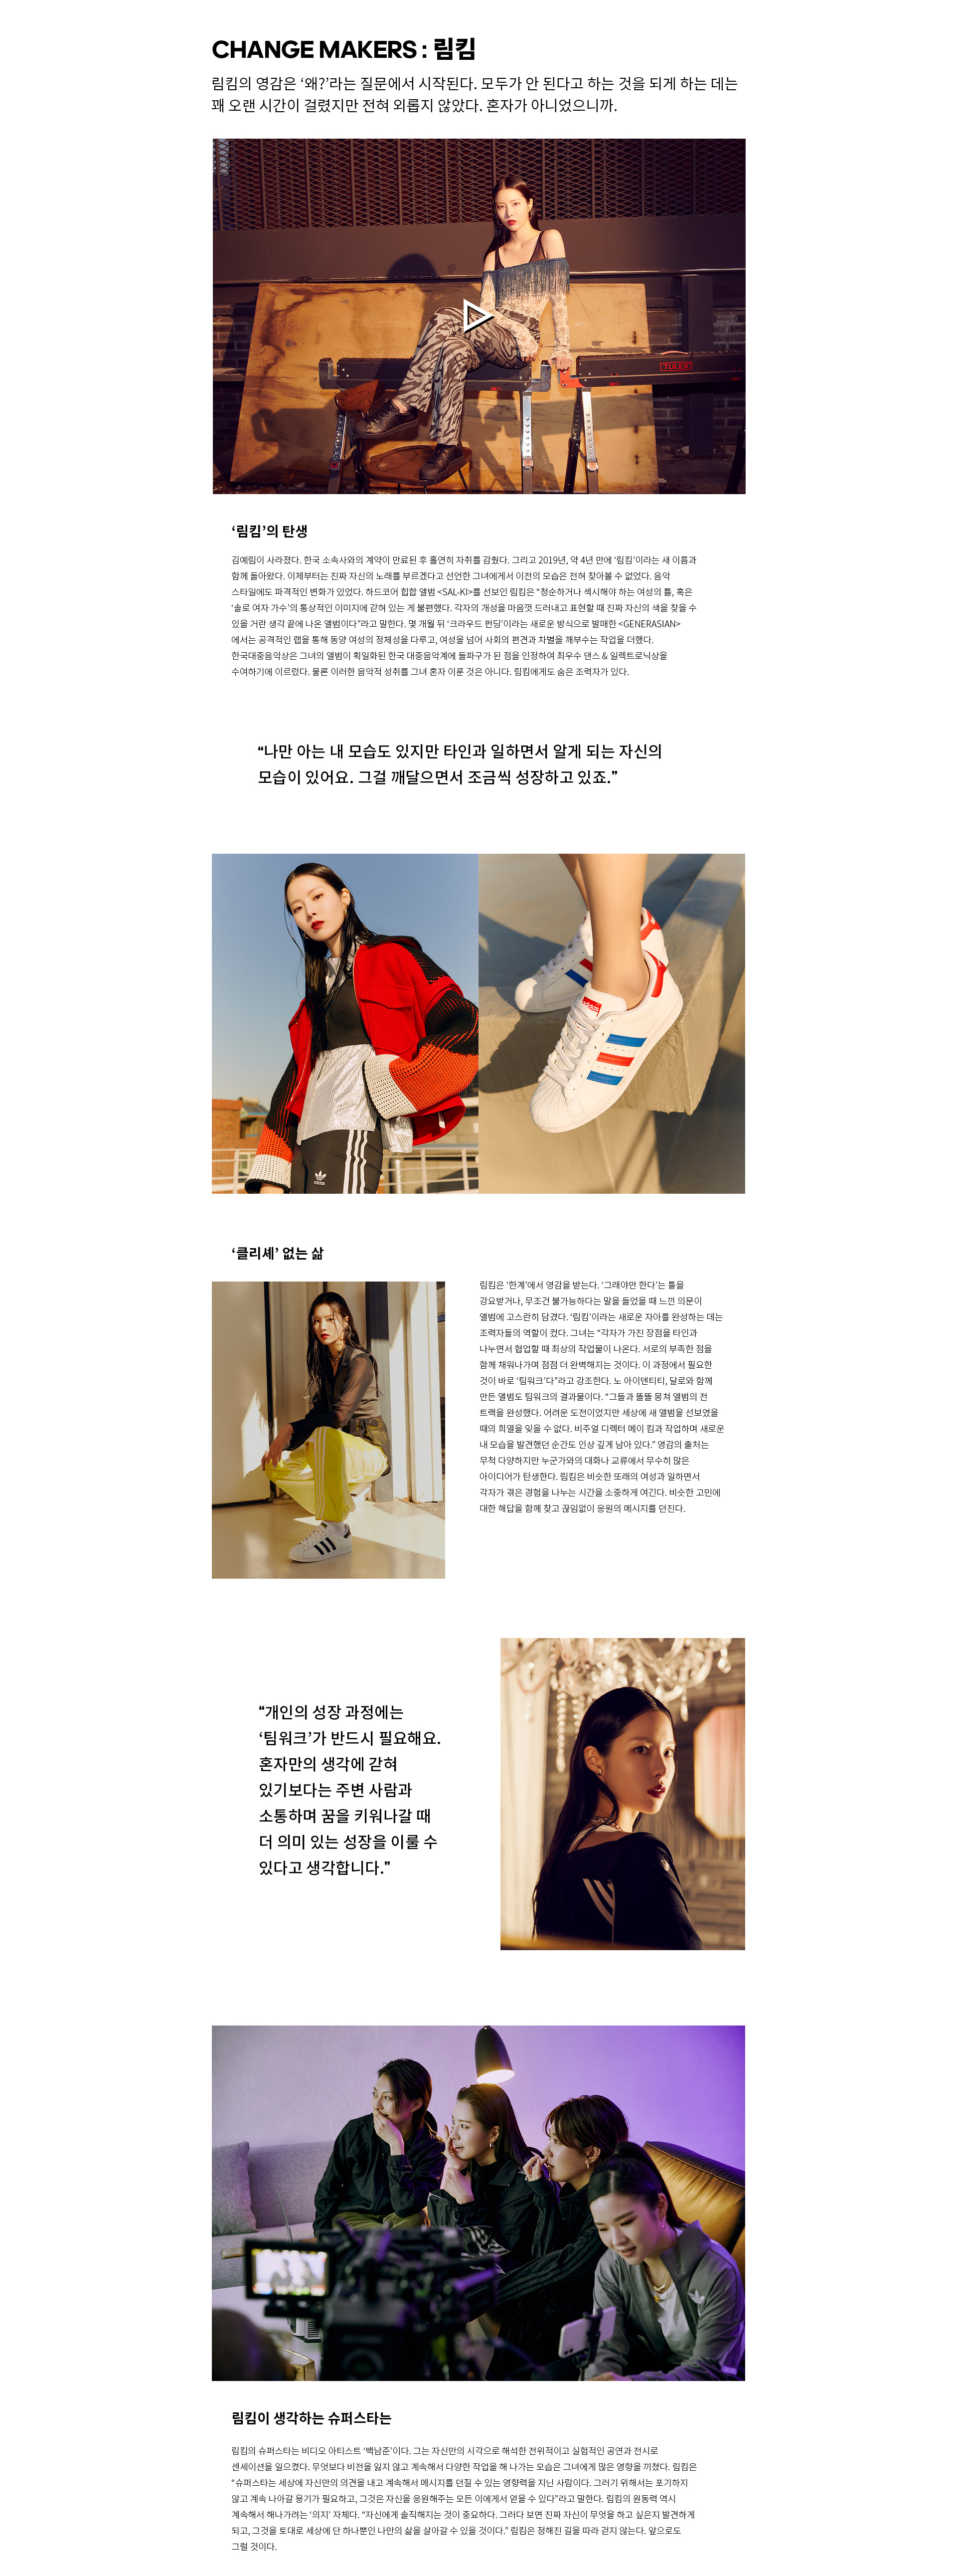 CHANGE MAKERS : 림킴
림킴의 영감은 ‘왜?’라는 질문에서 시작된다. 모두가 안 된다고 하는 것을 되게 하는 데는
꽤 오랜 시간이 걸렸지만 전혀 외롭지 않았다. 혼자가 아니었으니까.
TULEX
‘림킴’의 탄생
김예림이 사라졌다. 한국 소속사와의 계약이 만료된 후 홀연히 자취를 감췄다. 그리고 2019년, 약 4년 만에 ‘림킴’이라는 새 이름과
함께 돌아왔다. 이제부터는 진짜 자신의 노래를 부르겠다고 선언한 그녀에게서 이전의 모습은 전혀 찾아볼 수 없었다. 음악
스타일에도 파격적인 변화가 있었다. 하드코어 힙합 앨범 <SAL-KI>를 선보인 림킴은 “청순하거나 섹시해야 하는 여성의 틀, 혹은
‘솔로 여자 가수’의 통상적인 이미지에 갇혀 있는 게 불편했다. 각자의 개성을 마음껏 드러내고 표현할 때 진짜 자신의 색을 찾을 수
있을 거란 생각 끝에 나온 앨범이다”라고 말한다. 몇 개월 뒤 ‘크라우드 펀딩’이라는 새로운 방식으로 발매한 <GENERASIAN>
에서는 공격적인 랩을 통해 동양 여성의 정체성을 다루고, 여성을 넘어 사회의 편견과 차별을 깨부수는 작업을 더했다.
한국대중음악상은 그녀의 앨범이 획일화된 한국 대중음악계에 돌파구가 된 점을 인정하여 최우수 댄스 & 일렉트로닉상을
수여하기에 이르렀다. 물론 이러한 음악적 성취를 그녀 혼자 이룬 것은 아니다. 림킴에게도 숨은 조력자가 있다.
“나만 아는 내 모습도 있지만 타인과 일하면서 알게 되는 자신의
모습이 있어요. 그걸 깨달으면서 조금씩 성장하고 있죠.”
adidas
adidas
‘클리셰’ 없는 삶
림킴은 ‘한계’에서 영감을 받는다. ‘그래야만 한다’는 틀을
강요받거나, 무조건 불가능하다는 말을 들었을 때 느낀 의문이
앨범에 고스란히 담겼다. ‘림킴’이라는 새로운 자아를 완성하는 데는
조력자들의 역할이 컸다. 그녀는 “각자가 가진 장점을 타인과
나누면서 협업할 때 최상의 작업물이 나온다. 서로의 부족한 점을
함께 채워나가며 점점 더 완벽해지는 것이다. 이 과정에서 필요한
것이 바로 ‘팀워크’다”라고 강조한다. 노 아이덴티티, 달로와 함께
만든 앨범도 팀워크의 결과물이다. “그들과 똘똘 뭉쳐 앨범의 전
트랙을 완성했다. 어려운 도전이었지만 세상에 새 앨범을 선보였을
때의 희열을 잊을 수 없다. 비주얼 디렉터 메이 킴과 작업하며 새로운
내 모습을 발견했던 순간도 인상 깊게 남아 있다.” 영감의 출처는
무척 다양하지만 누군가와의 대화나 교류에서 무수히 많은
아이디어가 탄생한다. 림킴은 비슷한 또래의 여성과 일하면서
각자가 겪은 경험을 나누는 시간을 소중하게 여긴다. 비슷한 고민에
대한 해답을 함께 찾고 끊임없이 응원의 메시지를 던진다.
“개인의 성장 과정에는
‘팀워크’가 반드시 필요해요.
혼자만의 생각에 갇혀
있기보다는 주변 사람과
소통하며 꿈을 키워나갈 때
더 의미 있는 성장을 이룰 수
있다고 생각합니다.”
림킴이 생각하는 슈퍼스타는
림킴의 슈퍼스타는 비디오 아티스트 ‘백남준’이다. 그는 자신만의 시각으로 해석한 전위적이고 실험적인 공연과 전시로
센세이션을 일으켰다. 무엇보다 비전을 잃지 않고 계속해서 다양한 작업을 해 나가는 모습은 그녀에게 많은 영향을 끼쳤다. 림킴은
“슈퍼스타는 세상에 자신만의 의견을 내고 계속해서 메시지를 던질 수 있는 영향력을 지닌 사람이다. 그러기 위해서는 포기하지
않고 계속 나아갈 용기가 필요하고, 그것은 자신을 응원해주는 모든 이에게서 얻을 수 있다”라고 말한다. 림킴의 원동력 역시
계속해서 해나가려는 ‘의지’ 자체다. “자신에게 솔직해지는 것이 중요하다. 그러다 보면 진짜 자신이 무엇을 하고 싶은지 발견하게
되고, 그것을 토대로 세상에 단 하나뿐인 나만의 삶을 살아갈 수 있을 것이다.” 림킴은 정해진 길을 따라 걷지 않는다. 앞으로도
그럴 것이다.